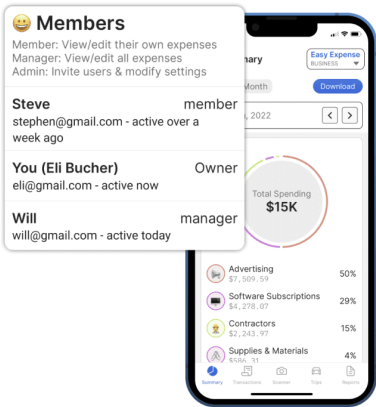 😀 Members
Member: View/edit their own expenses
Manager: View/edit all expenses
Admin: Invite users & modify settings
Steve member
stephen@gmail.com - active over a
week ago
You (Eli Bucher) Owner
eli@gmail.com - active now
Will manager
will@gmail.com - active today
mary
Easy Expense
BUSINESS ▼
Month
Download
, 2022
< >
Total Spending
$15K
Advertising
$7,509.59
50%
Software Subscriptions
$4,278.07
29%
Contractors
$2,243.97
15%
Supplies & Materials
$586.31
4%
Summary Transactions Scanner Trips Reports